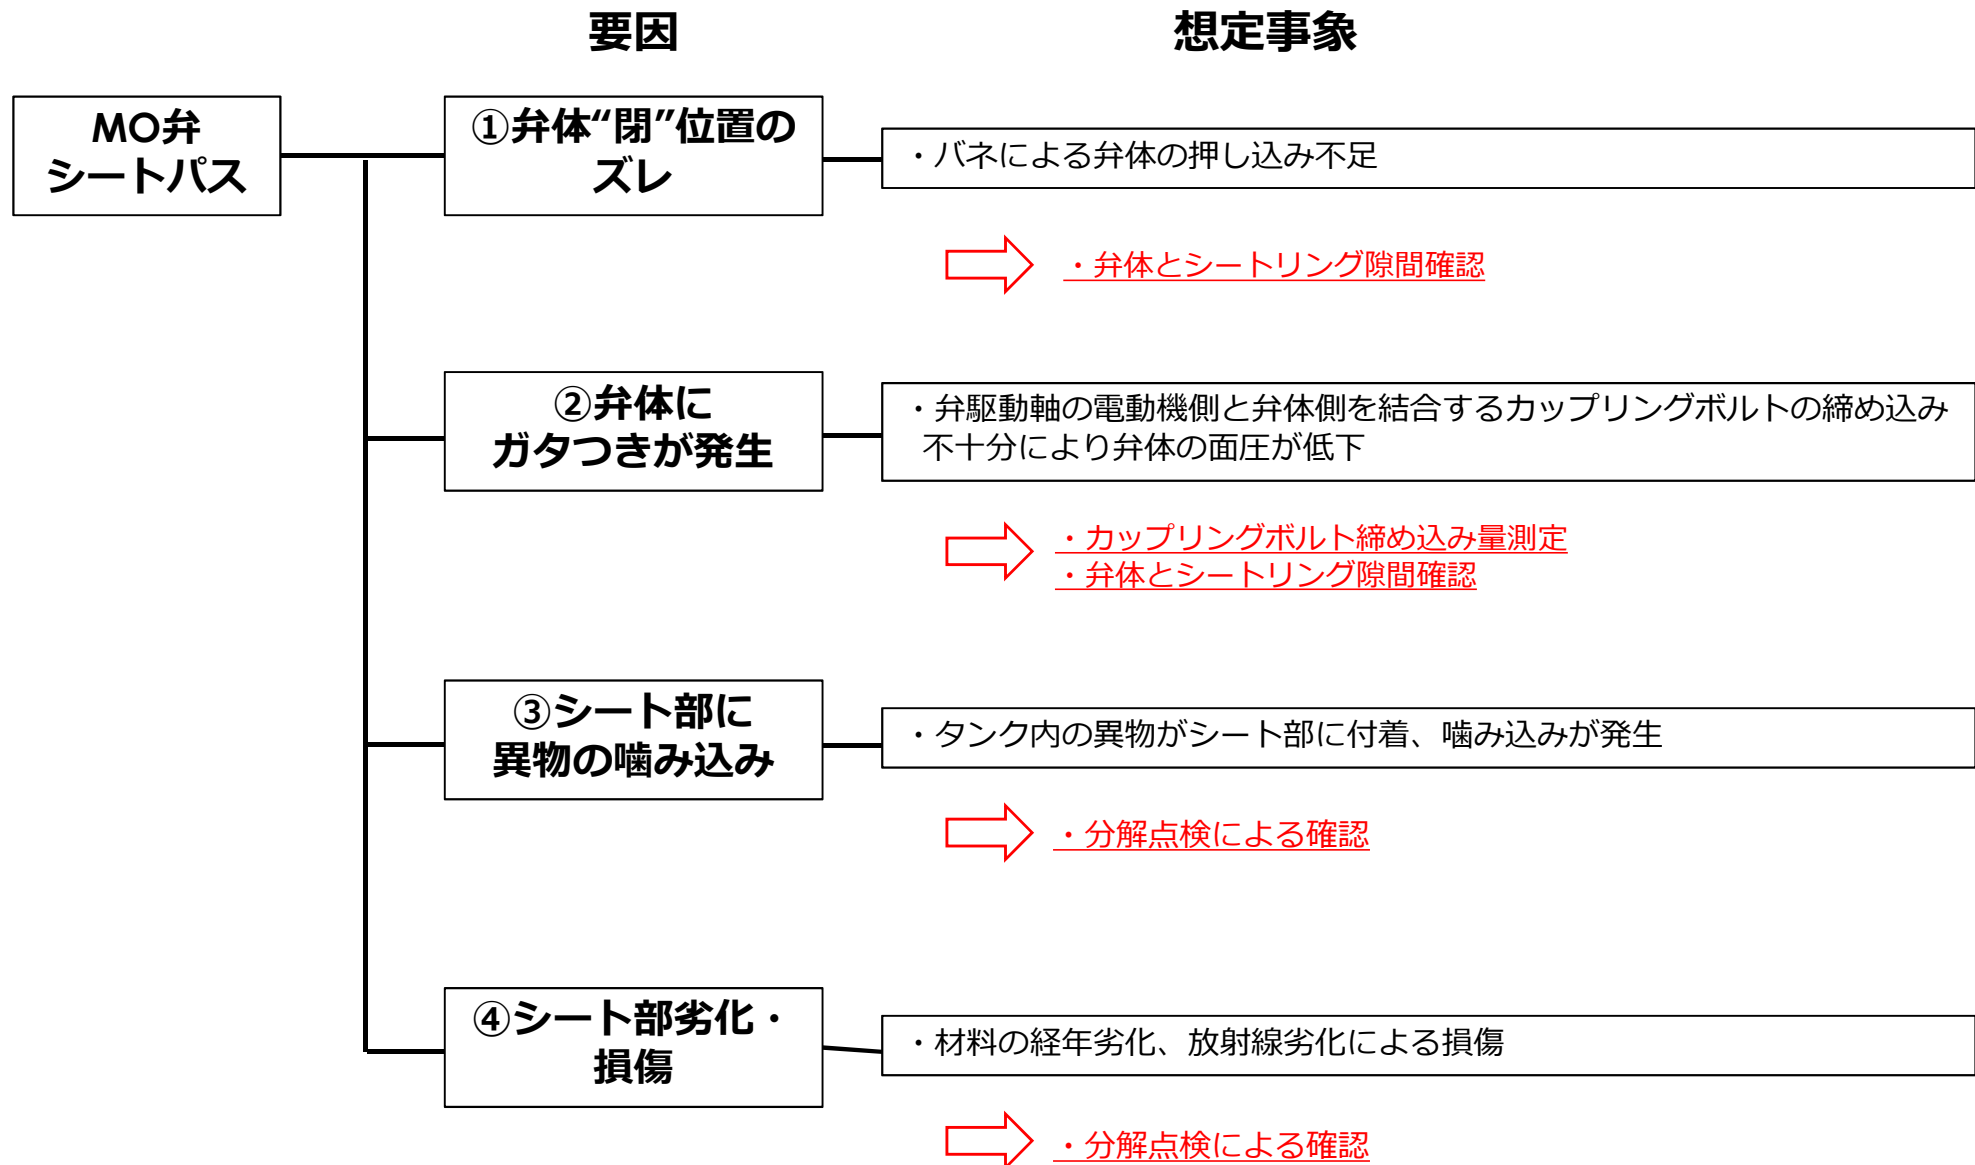 要因
想定事象
MO弁
シートパス
①弁体“閉”位置の
ズレ
・バネによる弁体の押し込み不足
・弁体とシートリング隙間確認
②弁体に
ガタつきが発生
・弁駆動軸の電動機側と弁体側を結合するカップリングボルトの締め込み
不十分により弁体の面圧が低下
・カップリングボルト締め込み量測定
・弁体とシートリング隙間確認
③シート部に
異物の噛み込み
・タンク内の異物がシート部に付着、噛み込みが発生
・分解点検による確認
④シート部劣化・
損傷
・材料の経年劣化、放射線劣化による損傷
・分解点検による確認